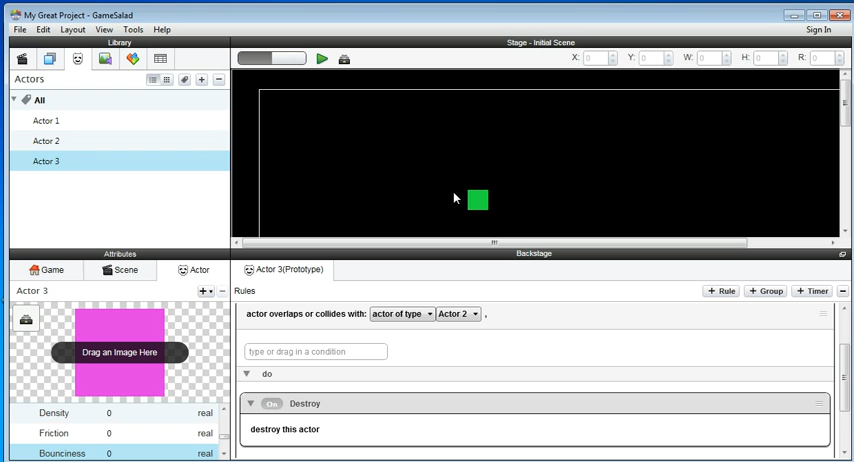 My Great Project - GameSalad
File Edit Layout View Tools Help Sign In
Library Stage - Initial Scene
X: 0 Y: 0 W: 0 H: 0 R: 0
Actors
All
Actor 1
Actor 2
Actor 3
Attributes Backstage
Game Scene Actor Actor 3(Prototype)
Actor 3 Rules + Rule + Group + Timer
actor overlaps or collides with: actor of type Actor 2 ,
Drag an Image Here type or drag in a condition
do
On Destroy
Density 0 real
destroy this actor
Friction 0 real
Bounciness 0 real